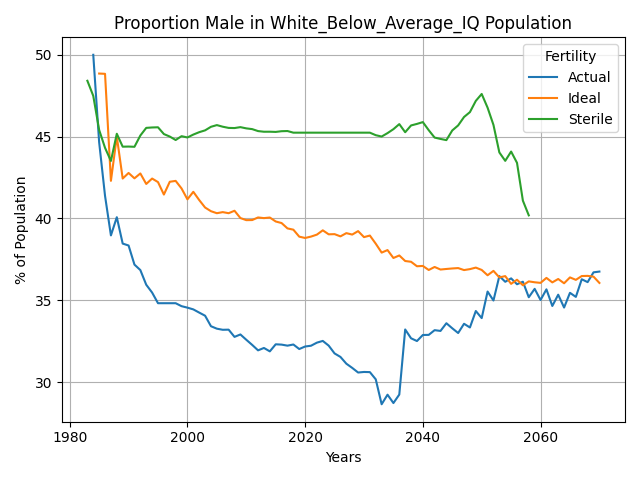 Proportion Male in White_Below_Average_IQ Population
Fertility
Actual
Ideal
Sterile
% of Population
50
45
40
35
30
1980
2000
2020
2040
2060
Years